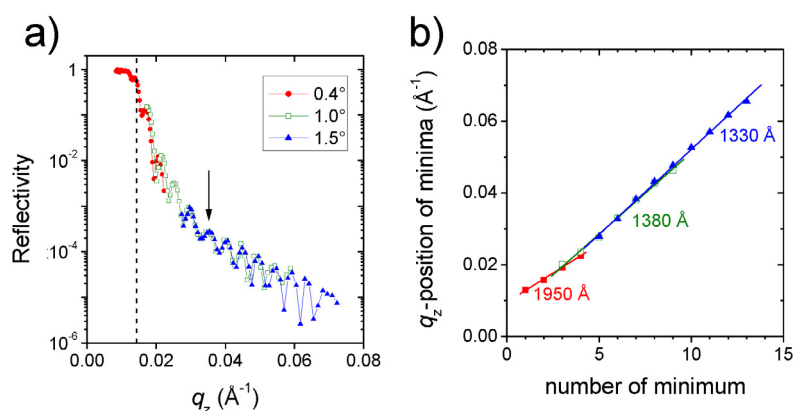 a)
Reflectivity
1
10⁻²
10⁻⁴
10⁻⁶
0.00 0.02 0.04 0.06 0.08
q_z (Å⁻¹)
0.4°
1.0°
1.5°
b)
q_z-position of minima (Å⁻¹)
0.08
0.06
0.04
0.02
0.00
0 5 10 15
number of minimum
1330 Å
1380 Å
1950 Å